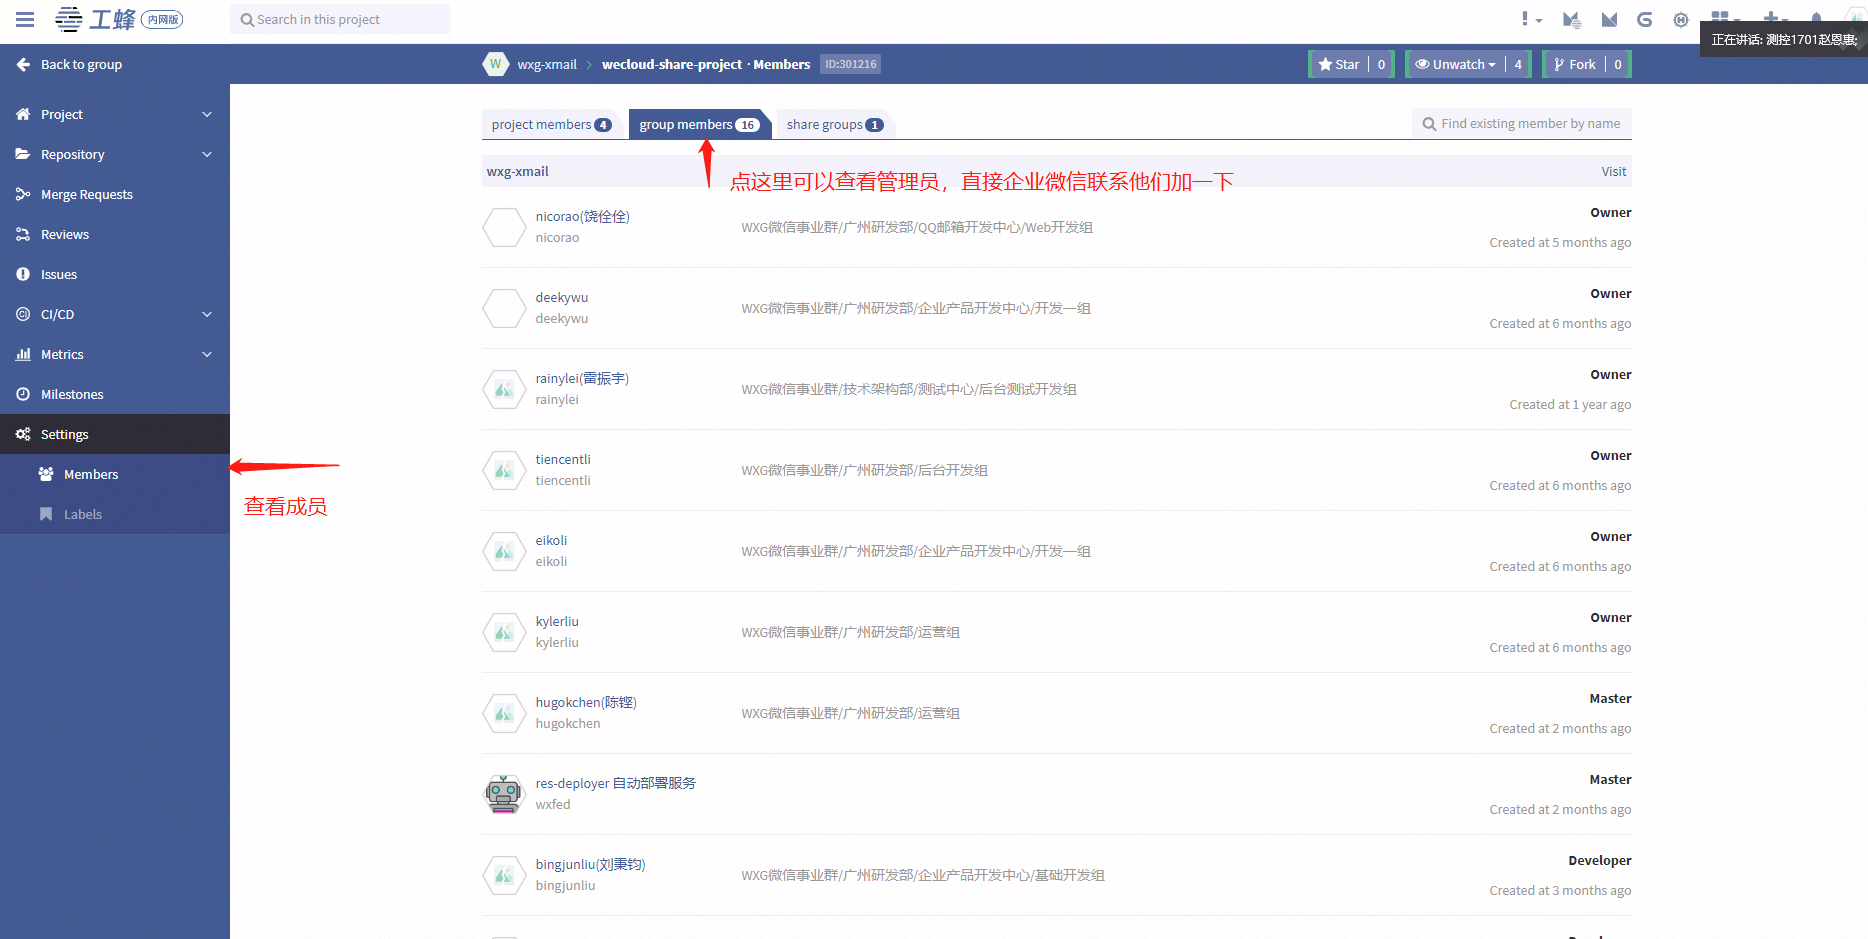 工蜂 内网版
Search in this project
正在讲话: 测控1701赵恩惠;
Back to group
W wxg-xmail > wecloud-share-project · Members ID:301216
Star 0
Unwatch 4
Fork 0
Project
Repository
Merge Requests
Reviews
Issues
CI/CD
Metrics
Milestones
Settings
Members
Labels
查看成员
project members 4
group members 16
share groups 1
Find existing member by name
wxg-xmail
Visit
点这里可以查看管理员，直接企业微信联系他们加一下
nicorao(饶佺佺)
nicorao
WXG微信事业群/广州研发部/QQ邮箱开发中心/Web开发组
Owner
Created at 5 months ago
deekywu
deekywu
WXG微信事业群/广州研发部/企业产品开发中心/开发一组
Owner
Created at 6 months ago
rainylei(雷振宇)
rainylei
WXG微信事业群/技术架构部/测试中心/后台测试开发组
Owner
Created at 1 year ago
tiencentli
tiencentli
WXG微信事业群/广州研发部/后台开发组
Owner
Created at 6 months ago
eikoli
eikoli
WXG微信事业群/广州研发部/企业产品开发中心/开发一组
Owner
Created at 6 months ago
kylerliu
kylerliu
WXG微信事业群/广州研发部/运营组
Owner
Created at 6 months ago
hugokchen(陈铿)
hugokchen
WXG微信事业群/广州研发部/运营组
Master
Created at 2 months ago
res-deployer 自动部署服务
wxfed
Master
Created at 2 months ago
bingjunliu(刘秉钧)
bingjunliu
WXG微信事业群/广州研发部/企业产品开发中心/基础开发组
Developer
Created at 3 months ago